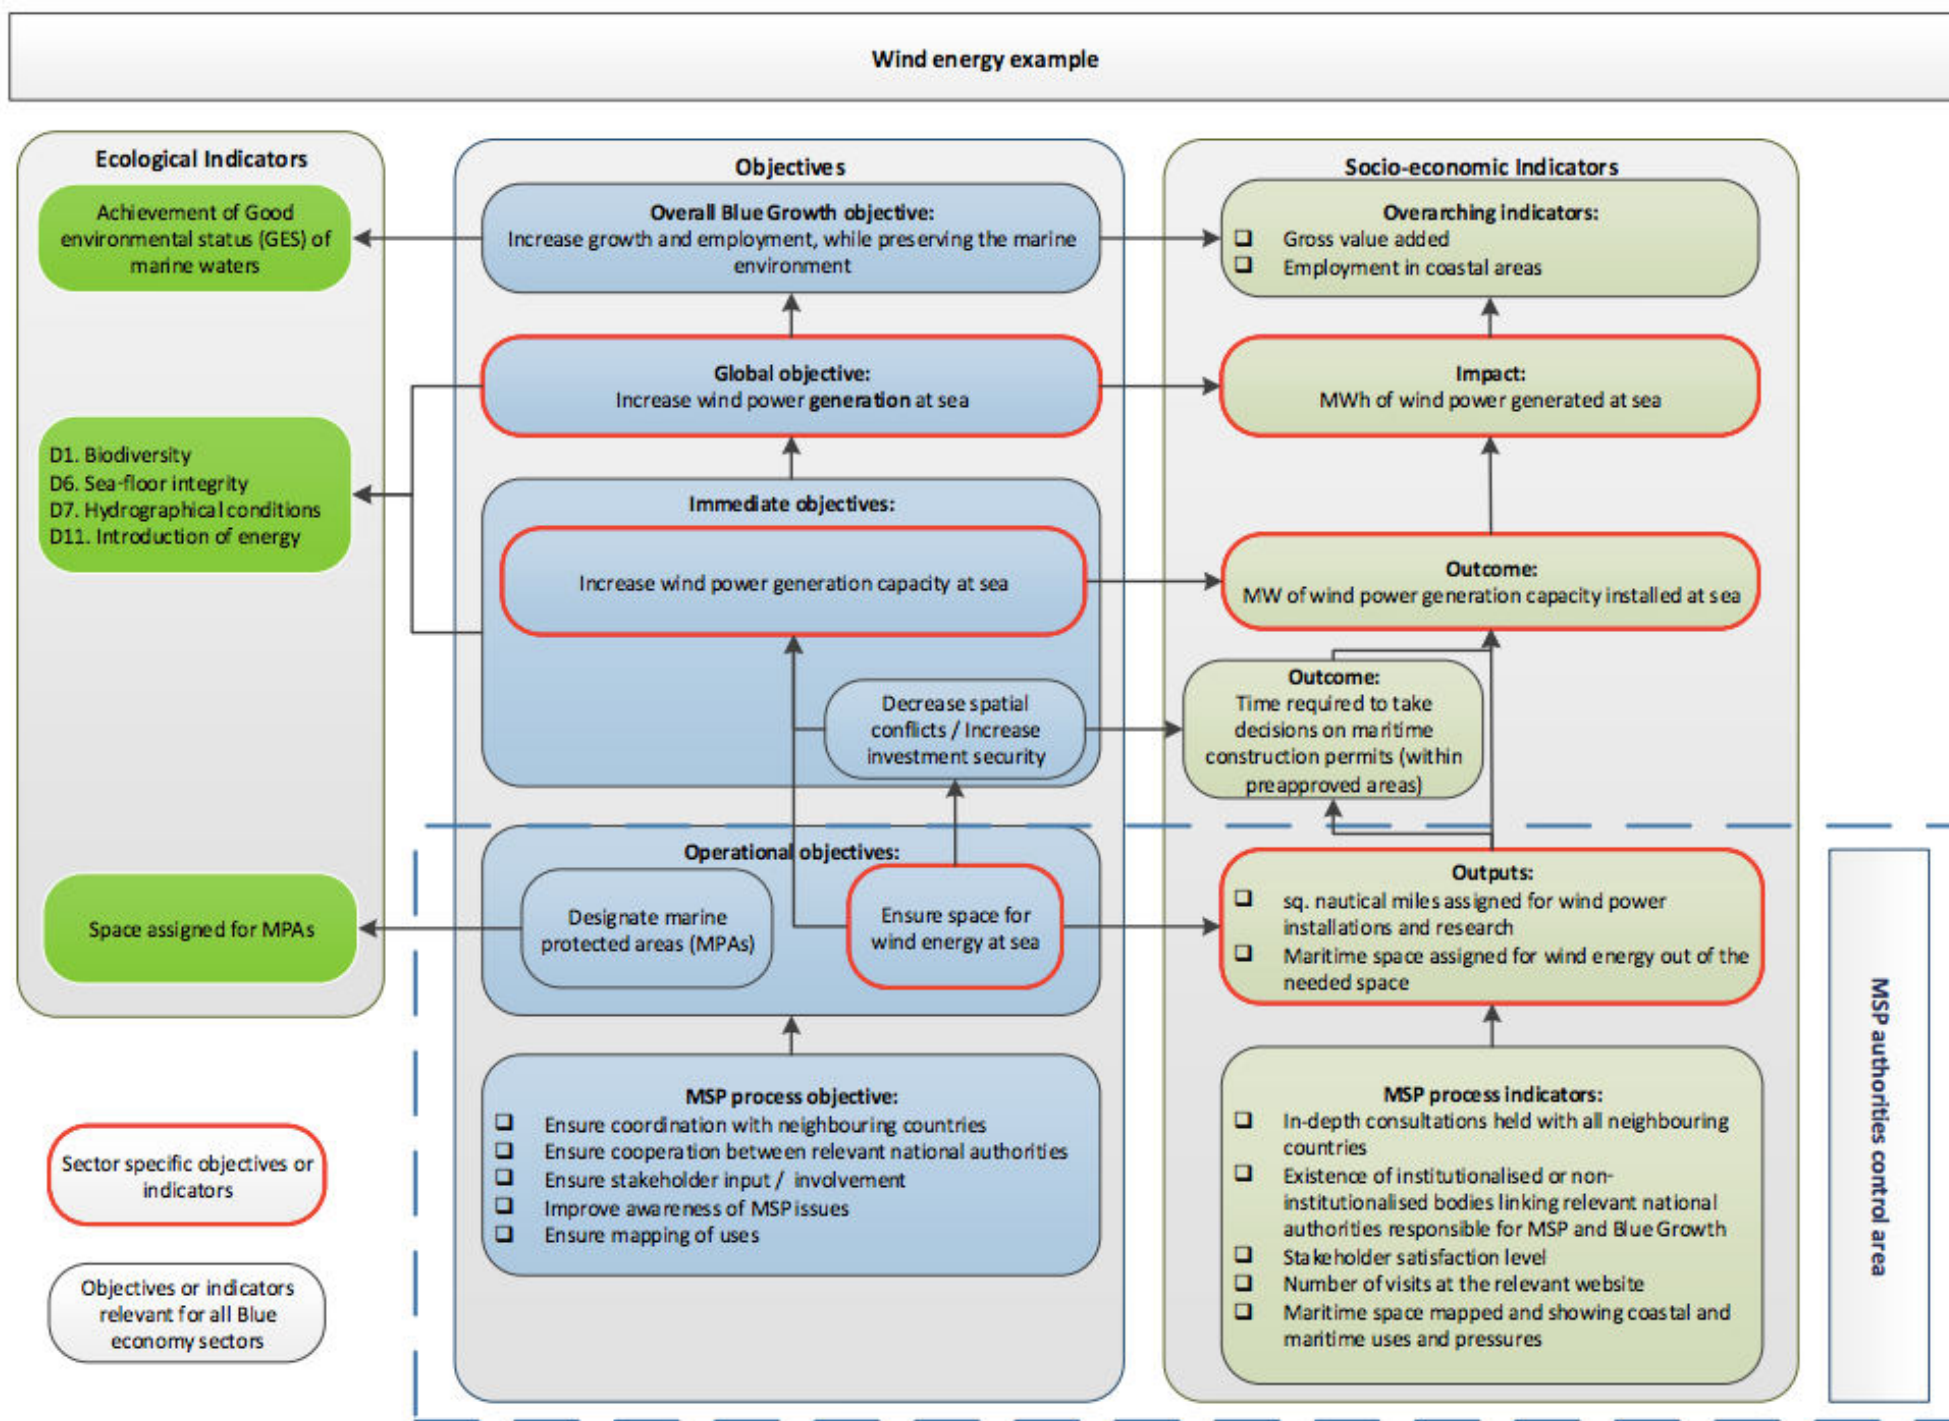 Wind energy example
Ecological Indicators
Achievement of Good
environmental status (GES) of
marine waters
D1. Biodiversity
D6. Sea-floor integrity
D7. Hydrographical conditions
D11. Introduction of energy
Space assigned for MPAs
Sector specific objectives or
indicators
Objectives or indicators
relevant for all Blue
economy sectors
Objectives
Overall Blue Growth objective:
Increase growth and employment, while preserving the marine
environment
Global objective:
Increase wind power generation at sea
Immediate objectives:
Increase wind power generation capacity at sea
Decrease spatial
conflicts / Increase
investment security
Operational objectives:
Designate marine
protected areas (MPAs)
Ensure space for
wind energy at sea
MSP process objective:
Ensure coordination with neighbouring countries
Ensure cooperation between relevant national authorities
Ensure stakeholder input / involvement
Improve awareness of MSP issues
Ensure mapping of uses
Socio-economic Indicators
Overarching indicators:
Gross value added
Employment in coastal areas
Impact:
MWh of wind power generated at sea
Outcome:
MW of wind power generation capacity installed at sea
Outcome:
Time required to take
decisions on maritime
construction permits (within
preapproved areas)
Outputs:
sq. nautical miles assigned for wind power
installations and research
Maritime space assigned for wind energy out of the
needed space
MSP process indicators:
In-depth consultations held with all neighbouring
countries
Existence of institutionalised or non-
institutionalised bodies linking relevant national
authorities responsible for MSP and Blue Growth
Stakeholder satisfaction level
Number of visits at the relevant website
Maritime space mapped and showing coastal and
maritime uses and pressures
MSP authorities control area